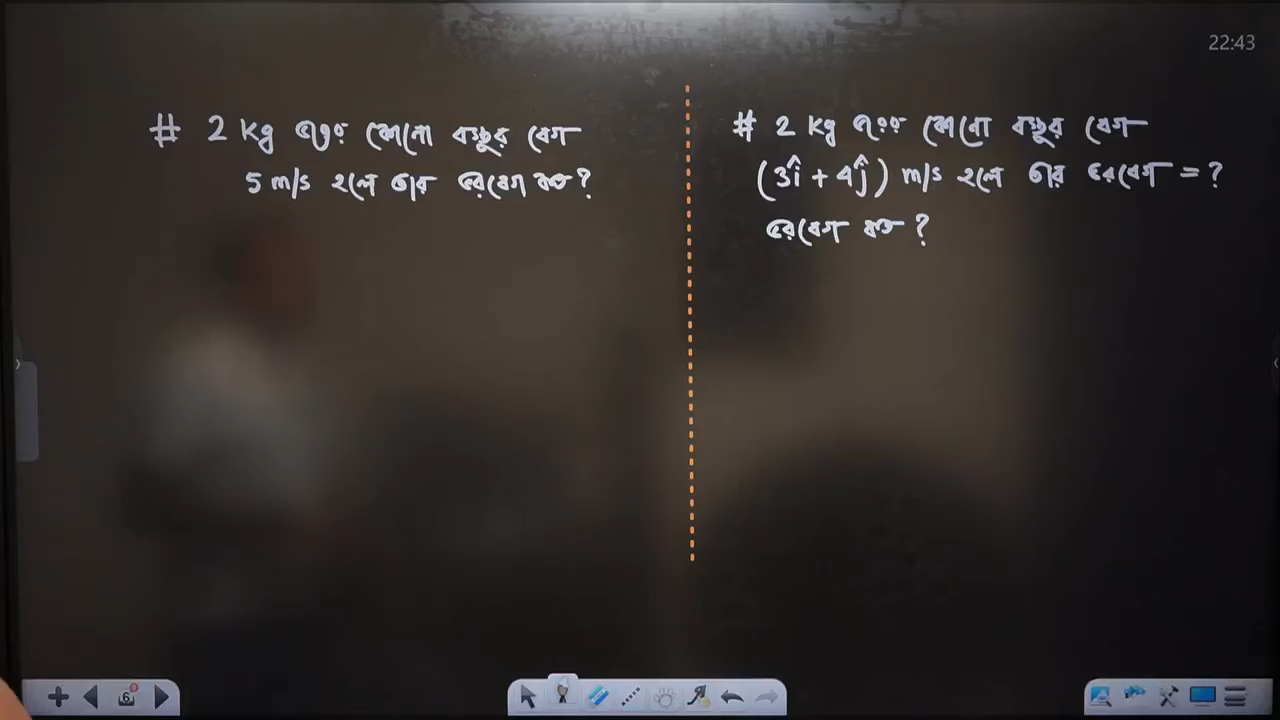 22:43
# 2 kg ভরের কোনো বস্তুর বেগ
5 m/s হলে তার ভরবেগ কত?
# 2 kg ভরের কোনো বস্তুর বেগ
(3î + 4ĵ) m/s হলে তার ভরবেগ = ?
ভরবেগ কত ?
6